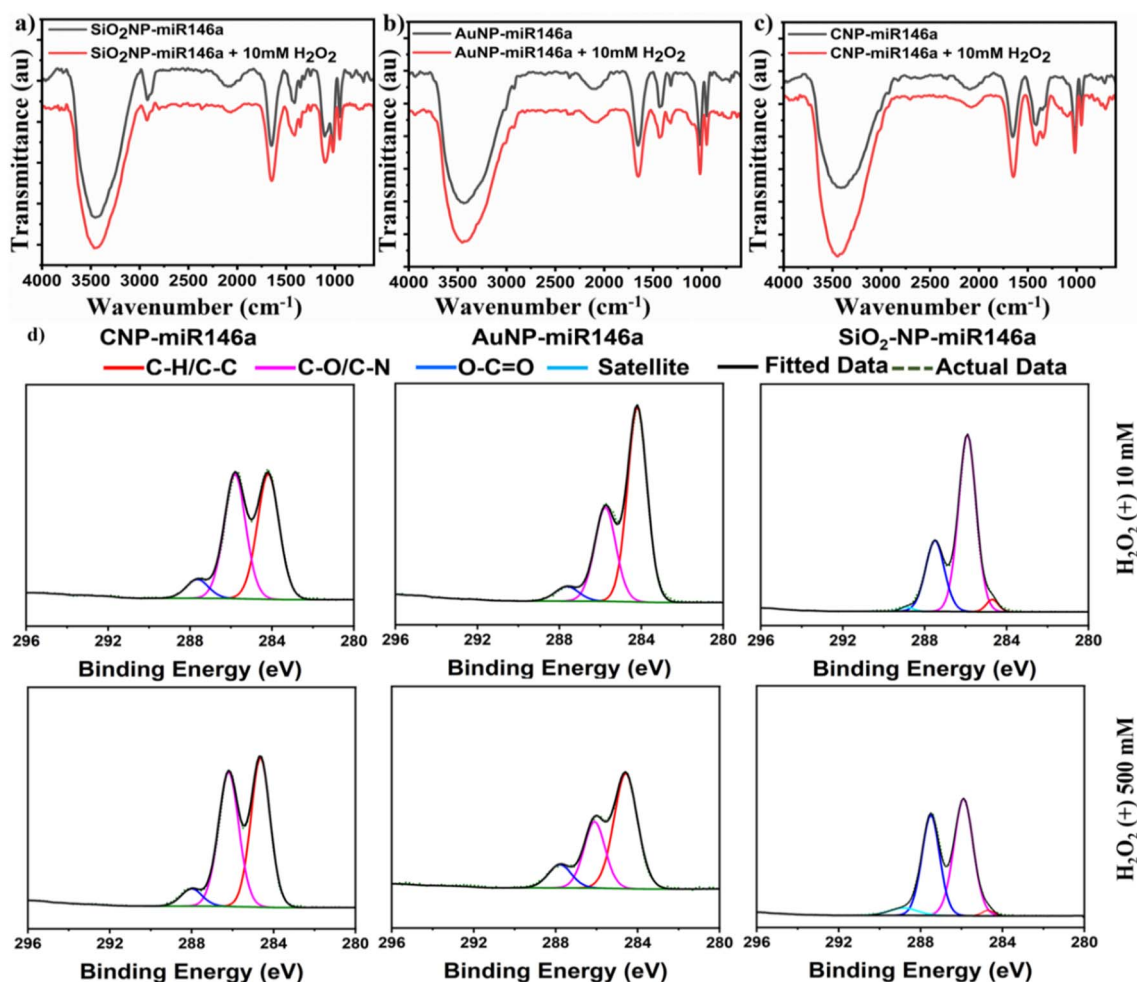 a)
SiO₂NP-miR146a
SiO₂NP-miR146a + 10mM H₂O₂
Transmittance (au)
4000 3500 3000 2500 2000 1500 1000
Wavenumber (cm⁻¹)
b)
AuNP-miR146a
AuNP-miR146a + 10mM H₂O₂
Transmittance (au)
4000 3500 3000 2500 2000 1500 1000
Wavenumber (cm⁻¹)
c)
CNP-miR146a
CNP-miR146a + 10mM H₂O₂
Transmittance (au)
4000 3500 3000 2500 2000 1500 1000
Wavenumber (cm⁻¹)
d)
CNP-miR146a
AuNP-miR146a
SiO₂-NP-miR146a
C-H/C-C C-O/C-N O-C=O Satellite Fitted Data Actual Data
296 292 288 284 280
Binding Energy (eV)
296 292 288 284 280
Binding Energy (eV)
296 292 288 284 280
Binding Energy (eV)
H₂O₂ (+) 10 mM
296 292 288 284 280
Binding Energy (eV)
296 292 288 284 280
Binding Energy (eV)
296 292 288 284 280
Binding Energy (eV)
H₂O₂ (+) 500 mM